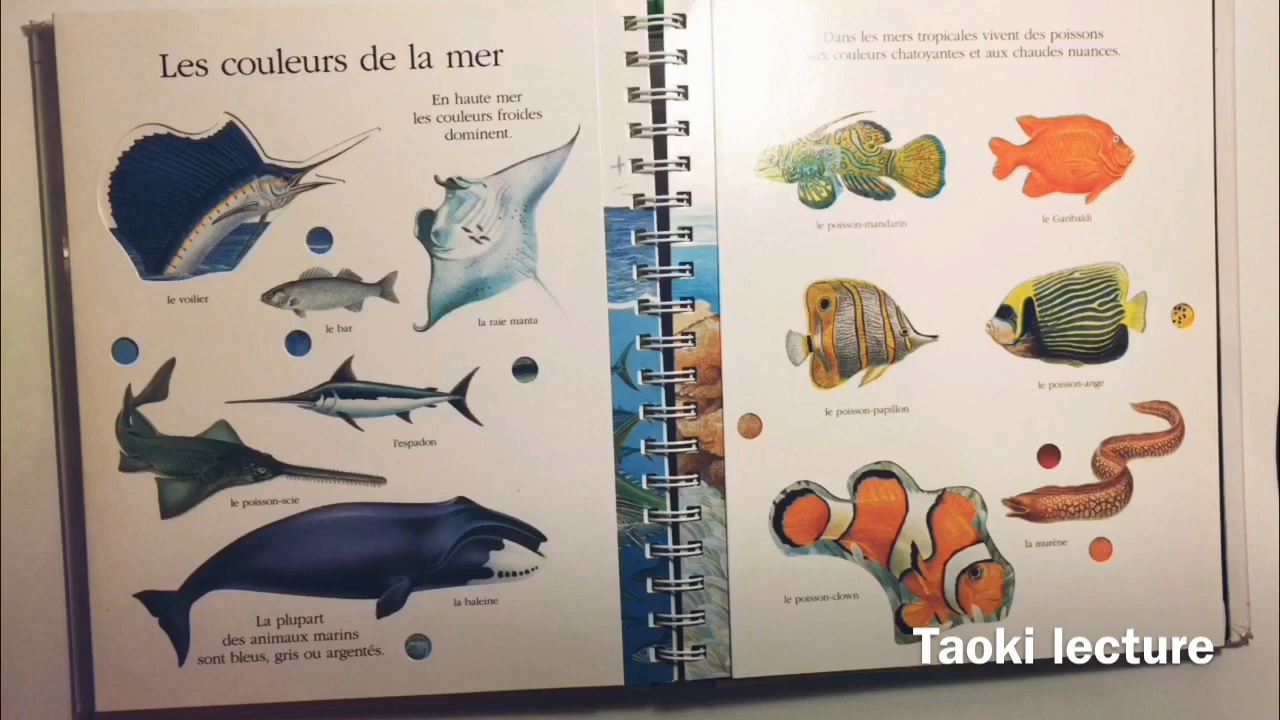 Les couleurs de la mer
En haute mer
les couleurs froides
dominent.
le voilier
le bar
la raie manta
l'espadon
le poisson-scie
la baleine
La plupart
des animaux marins
sont bleus, gris ou argentés.
Dans les mers tropicales vivent des poissons
aux couleurs chatoyantes et aux chaudes nuances.
le poisson-mandarin
le Garibaldi
le poisson-papillon
le poisson-ange
la murène
le poisson-clown
Taoki lecture